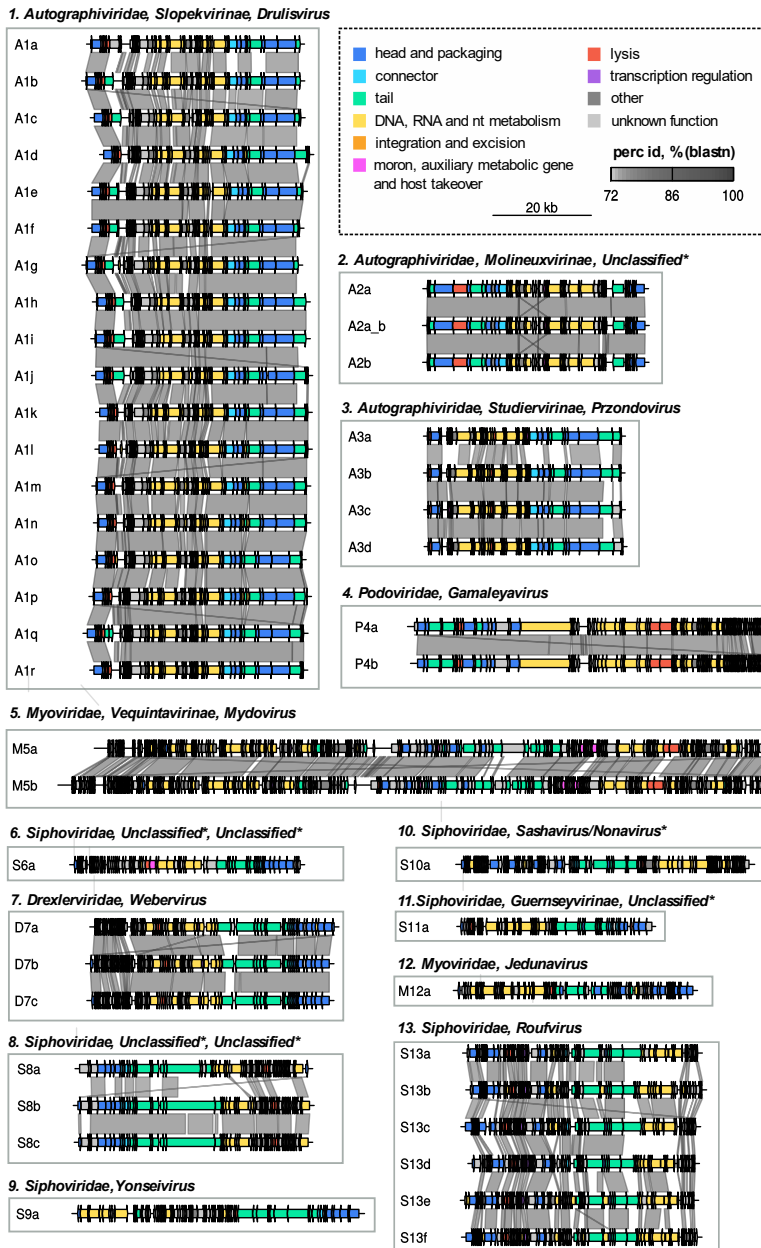 1. Autographiviridae, Slopekvirinae, Drulisvirus
A1a
A1b
A1c
A1d
A1e
A1f
A1g
A1h
A1i
A1j
A1k
A1l
A1m
A1n
A1o
A1p
A1q
A1r
head and packaging
connector
tail
DNA, RNA and nt metabolism
integration and excision
moron, auxiliary metabolic gene
and host takeover
lysis
transcription regulation
other
unknown function
perc id, % (blastn)
72 86 100
20 kb
2. Autographiviridae, Molineuxvirinae, Unclassified*
A2a
A2a_b
A2b
3. Autographiviridae, Studiervirinae, Przondovirus
A3a
A3b
A3c
A3d
4. Podoviridae, Gamaleyavirus
P4a
P4b
5. Myoviridae, Vequintavirinae, Mydovirus
M5a
M5b
6. Siphoviridae, Unclassified*, Unclassified*
S6a
7. Drexlerviridae, Webervirus
D7a
D7b
D7c
8. Siphoviridae, Unclassified*, Unclassified*
S8a
S8b
S8c
9. Siphoviridae, Yonseivirus
S9a
10. Siphoviridae, Sashavirus/Nonavirus*
S10a
11.Siphoviridae, Guernseyvirinae, Unclassified*
S11a
12. Myoviridae, Jedunavirus
M12a
13. Siphoviridae, Roufvirus
S13a
S13b
S13c
S13d
S13e
S13f